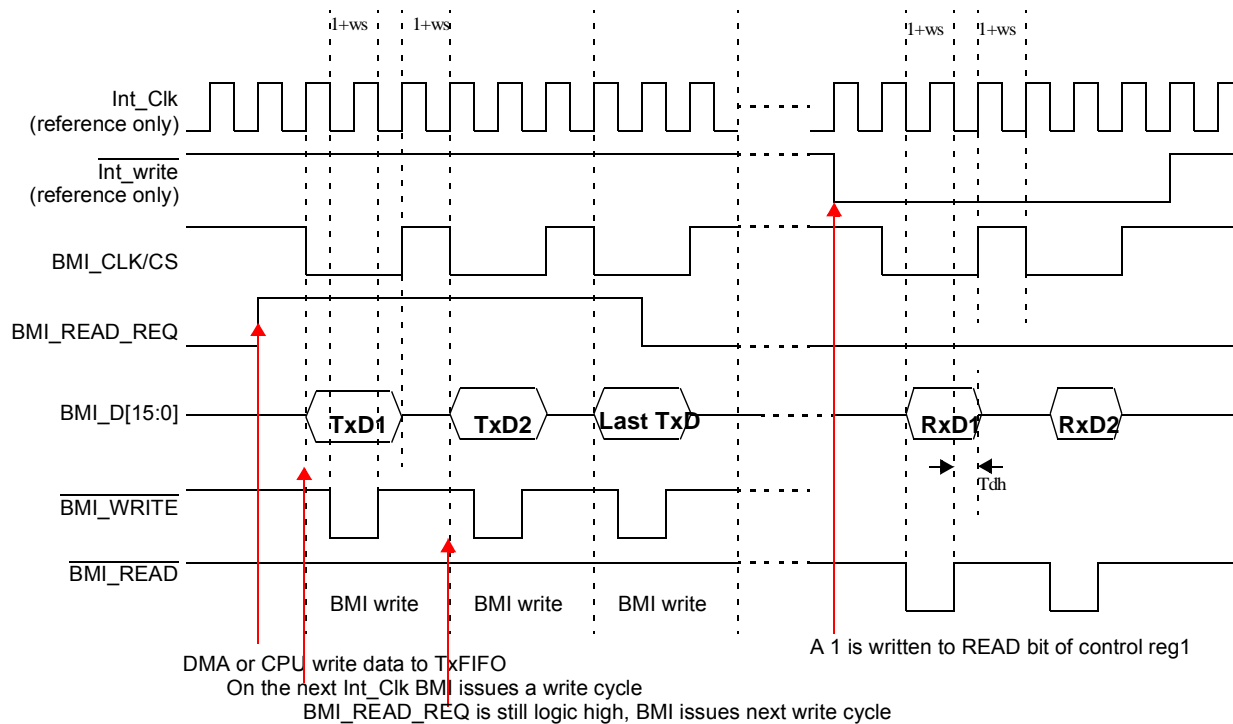 1+ws 1+ws 1+ws 1+ws
Int_Clk
(reference only)
Int_write
(reference only)
BMI_CLK/CS
BMI_READ_REQ
BMI_D[15:0] TxD1 TxD2 Last TxD RxD1 RxD2
Tdh
BMI_WRITE
BMI_READ
BMI write BMI write BMI write
A 1 is written to READ bit of control reg1
DMA or CPU write data to TxFIFO
On the next Int_Clk BMI issues a write cycle
BMI_READ_REQ is still logic high, BMI issues next write cycle